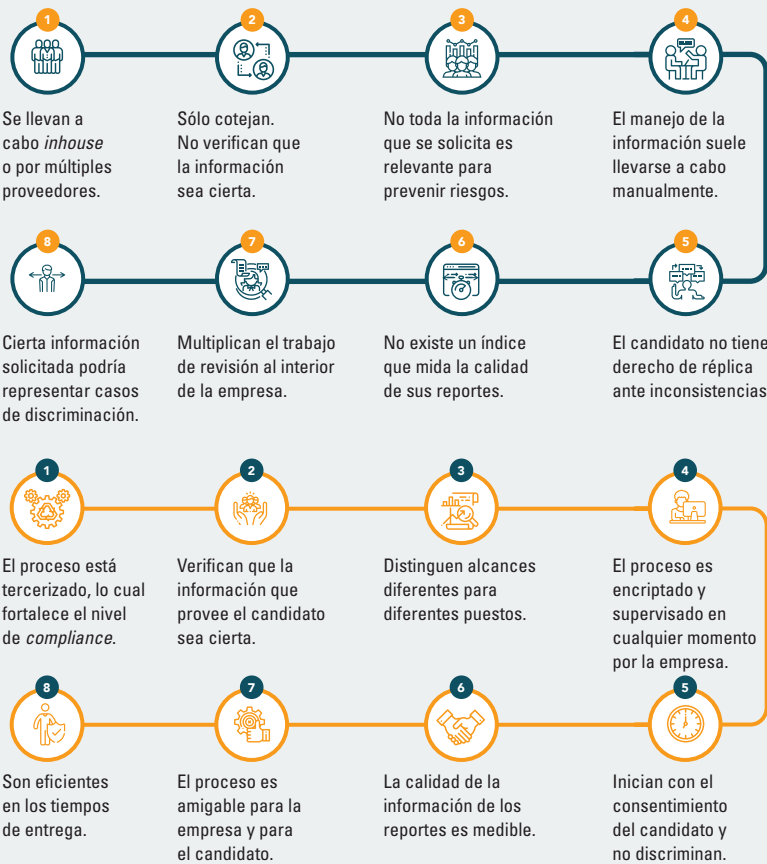 1
Se llevan a
cabo inhouse
o por múltiples
proveedores.
2
Sólo cotejan.
No verifican que
la información
sea cierta.
3
No toda la información
que se solicita es
relevante para
prevenir riesgos.
4
El manejo de la
información suele
llevarse a cabo
manualmente.
5
El candidato no tiene
derecho de réplica
ante inconsistencias
6
No existe un índice
que mida la calidad
de sus reportes.
7
Multiplican el trabajo
de revisión al interior
de la empresa.
8
Cierta información
solicitada podría
representar casos
de discriminación.
1
El proceso está
tercerizado, lo cual
fortalece el nivel
de compliance.
2
Verifican que la
información que
provee el candidato
sea cierta.
3
Distinguen alcances
diferentes para
diferentes puestos.
4
El proceso es
encriptado y
supervisado en
cualquier momento
por la empresa.
5
Inician con el
consentimiento
del candidato y
no discriminan.
6
La calidad de la
información de los
reportes es medible.
7
El proceso es
amigable para la
empresa y para
el candidato.
8
Son eficientes
en los tiempos
de entrega.